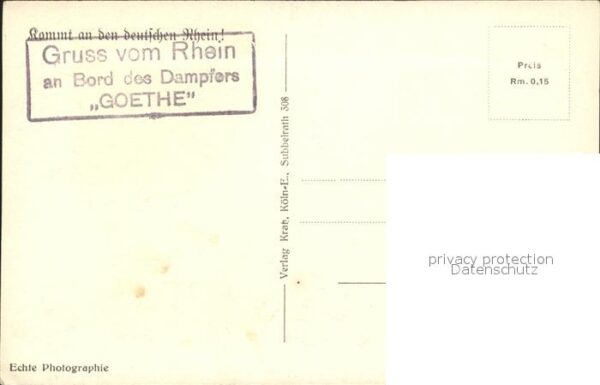 Kommt an den deutschen Rhein!
Gruss vom Rhein
an Bord des Dampfers
„GOETHE"
Verlag Krah, Köln-E., Subbelrath 308
Preis
Rm. 0,15
privacy protection
Datenschutz
Echte Photographie